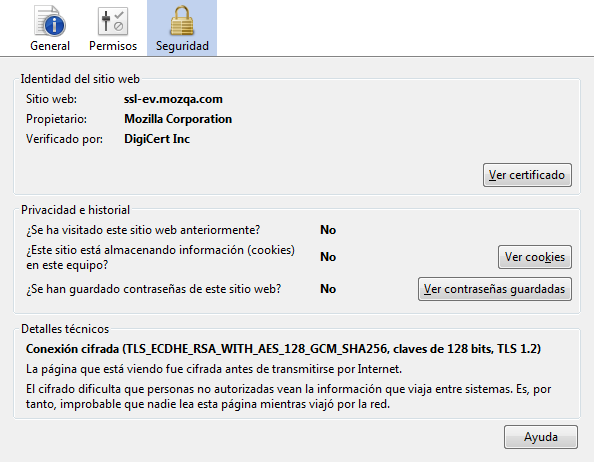 General Permisos Seguridad
Identidad del sitio web
Sitio web: ssl-ev.mozqa.com
Propietario: Mozilla Corporation
Verificado por: DigiCert Inc
Ver certificado
Privacidad e historial
¿Se ha visitado este sitio web anteriormente? No
¿Este sitio está almacenando información (cookies)
en este equipo? No Ver cookies
¿Se han guardado contraseñas de este sitio web? No Ver contraseñas guardadas
Detalles técnicos
Conexión cifrada (TLS_ECDHE_RSA_WITH_AES_128_GCM_SHA256, claves de 128 bits, TLS 1.2)
La página que está viendo fue cifrada antes de transmitirse por Internet.
El cifrado dificulta que personas no autorizadas vean la información que viaja entre sistemas. Es, por
tanto, improbable que nadie lea esta página mientras viajó por la red.
Ayuda